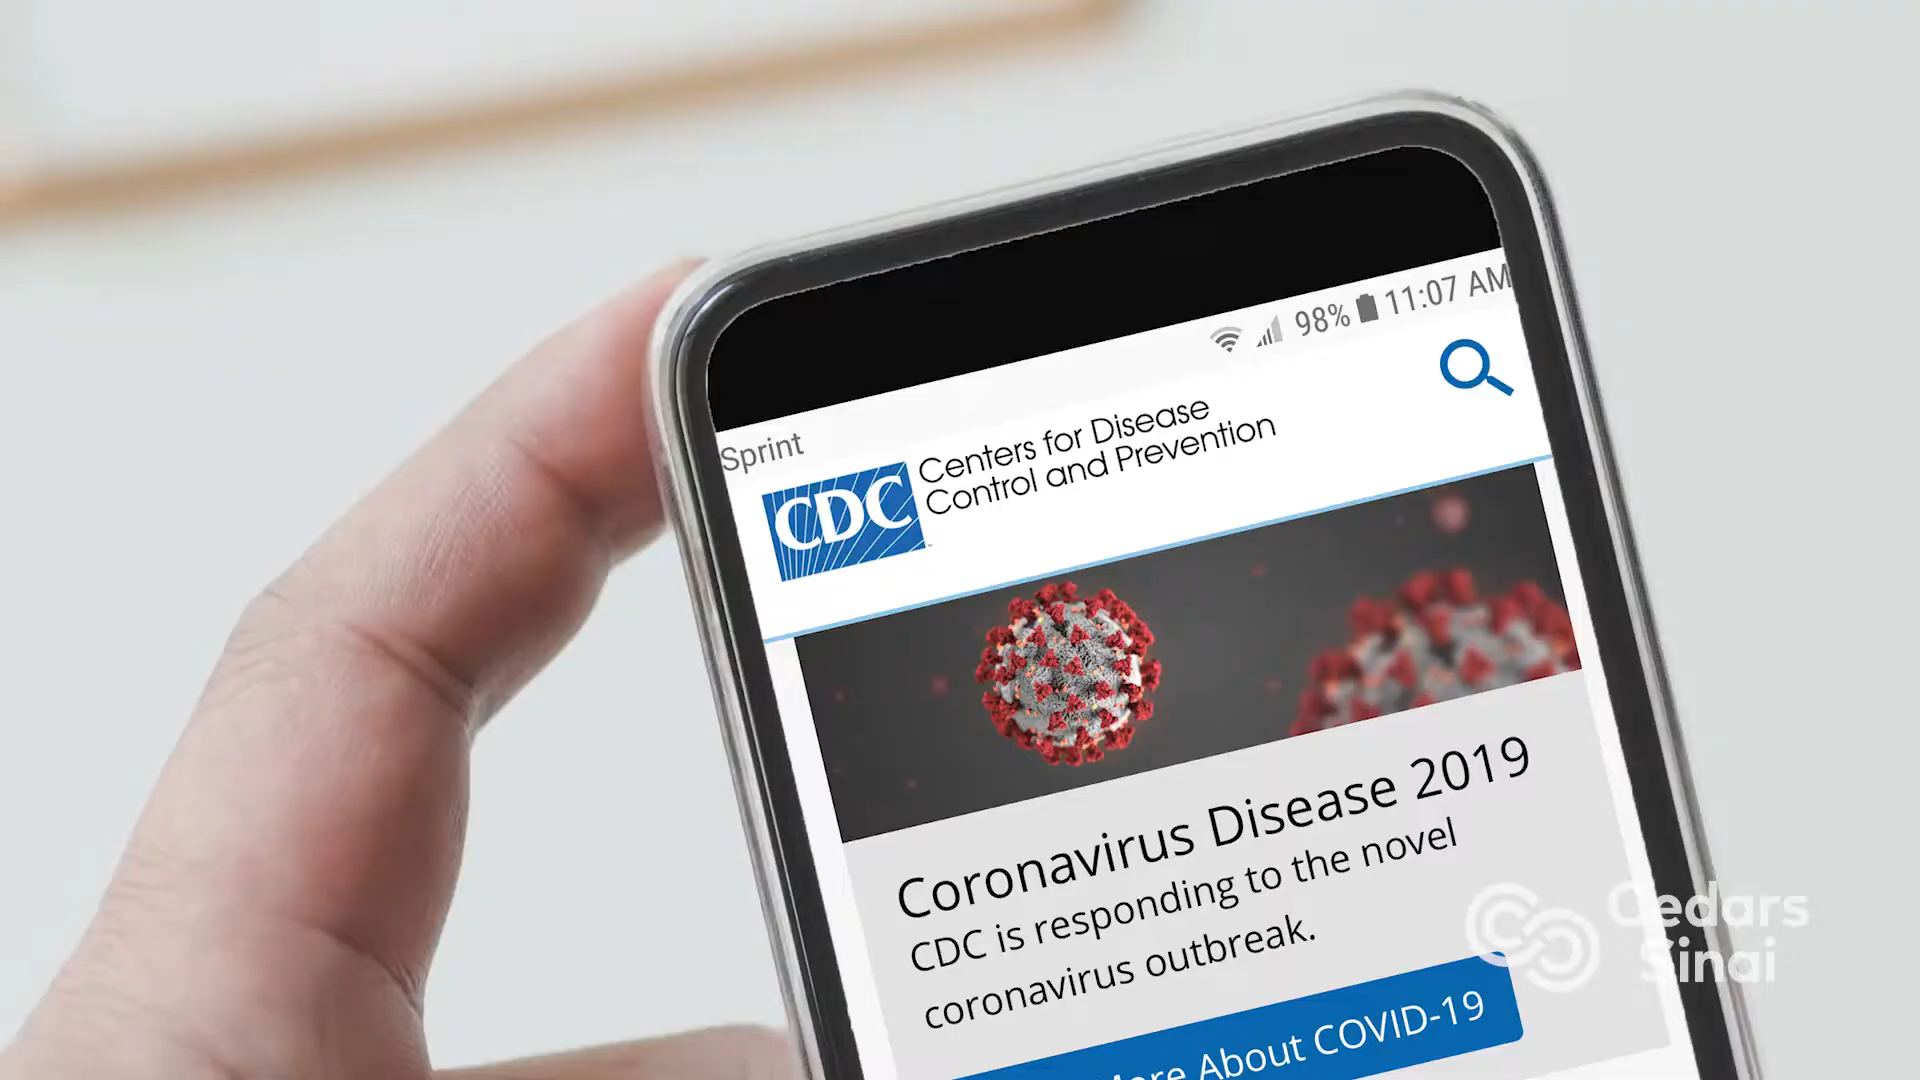 98% 11:07 AM
Sprint
CDC
Centers for Disease
Control and Prevention
Coronavirus Disease 2019
CDC is responding to the novel
coronavirus outbreak.
More About COVID-19
Cedars
Sinai